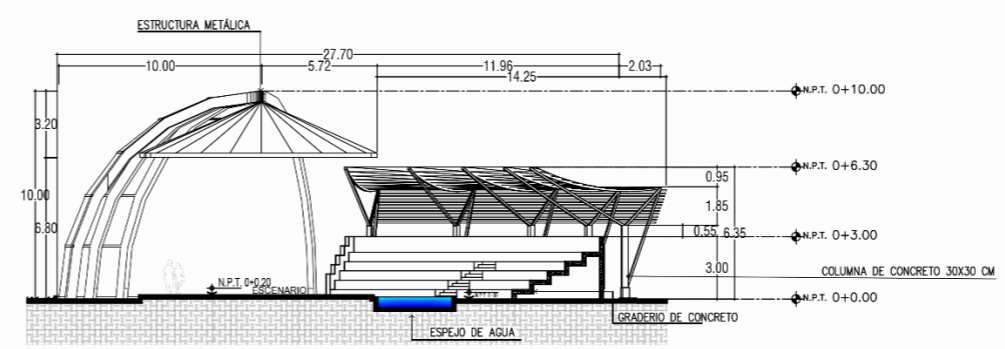 ESTRUCTURA METÁLICA
27.70
10.00
5.72
11.96
2.03
14.25
N.P.T. 0+10.00
3.20
N.P.T. 0+6.30
0.95
10.00
1.85
6.80
0.55
6.35
N.P.T. 0+3.00
3.00
COLUMNA DE CONCRETO 30X30 CM
N.P.T. 0+0.20
ESCENARIO
N.P.T. 0+0.00
GRADERIO DE CONCRETO
ESPEJO DE AGUA